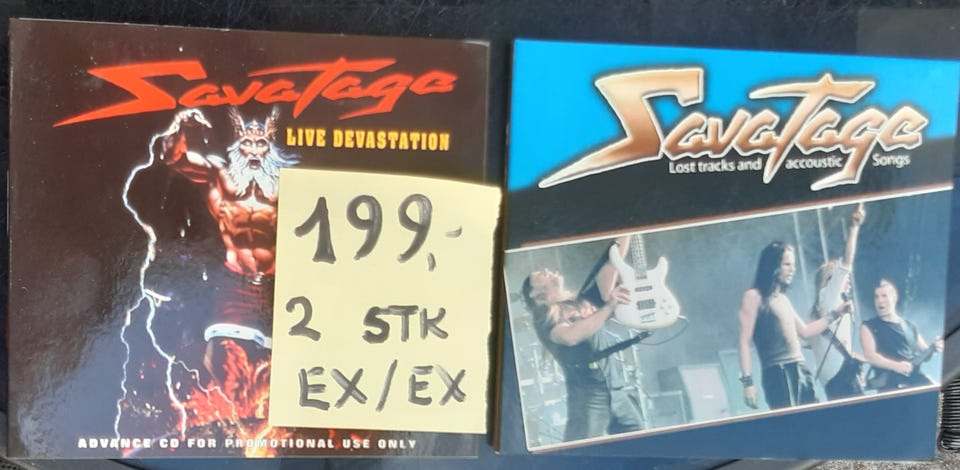 Savatage
LIVE DEVASTATION
199,-
2 STK
EX/EX
ADVANCE CD FOR PROMOTIONAL USE ONLY
Savatage
Lost tracks and accoustic Songs